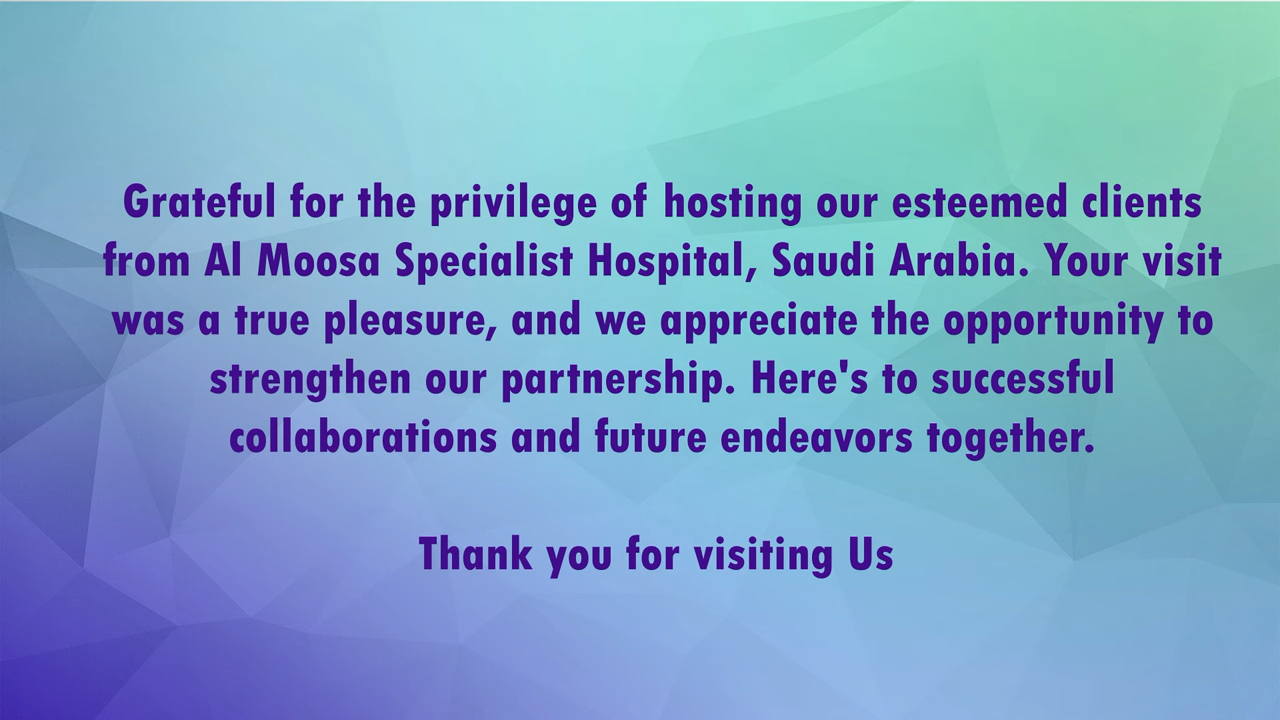 Grateful for the privilege of hosting our esteemed clients
from Al Moosa Specialist Hospital, Saudi Arabia. Your visit
was a true pleasure, and we appreciate the opportunity to
strengthen our partnership. Here's to successful
collaborations and future endeavors together.
Thank you for visiting Us